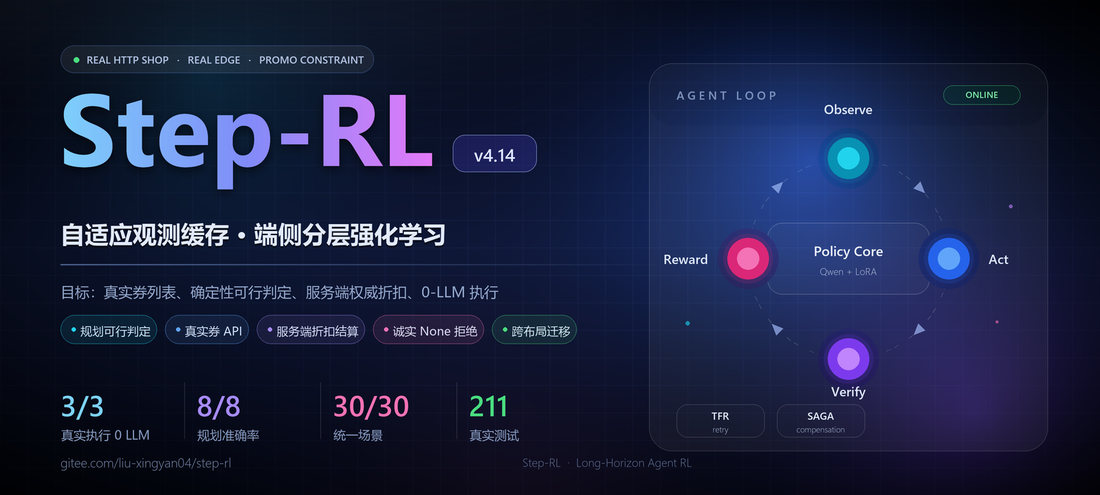 REAL HTTP SHOP · REAL EDGE · PROMO CONSTRAINT
Step-RL
v4.14
自适应观测缓存 • 端侧分层强化学习
目标：真实券列表、确定性可行判定、服务端权威折扣、0-LLM 执行
规划可行判定
真实券 API
服务端折扣结算
诚实 None 拒绝
跨布局迁移
3/3
真实执行 0 LLM
8/8
规划准确率
30/30
统一场景
211
真实测试
gitee.com/liu-xingyan04/step-rl
Step-RL · Long-Horizon Agent RL
AGENT LOOP
ONLINE
Observe
Reward
Policy Core
Qwen + LoRA
Act
Verify
TFR
retry
SAGA
compensation